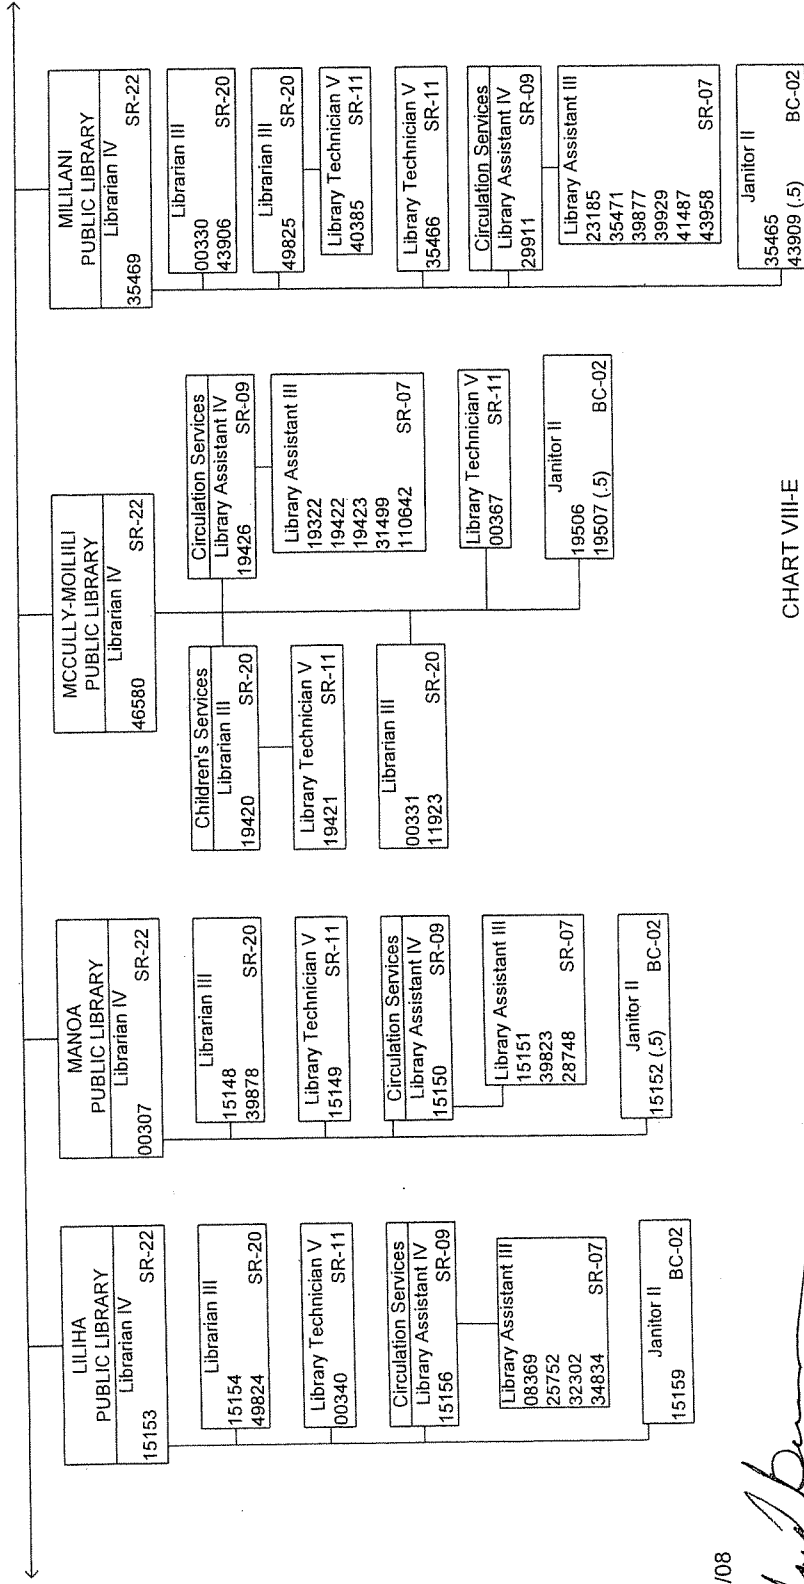 LILIHA
PUBLIC LIBRARY
Librarian IV
15153 SR-22
Librarian III
15154
49824 SR-20
Library Technician V
00340 SR-11
Circulation Services
Library Assistant IV
15156 SR-09
Library Assistant III
08369
25752
32302
34834 SR-07
Janitor II
15159 BC-02
MANOA
PUBLIC LIBRARY
Librarian IV
00307 SR-22
Librarian III
15148
39878 SR-20
Library Technician V
15149 SR-11
Circulation Services
Library Assistant IV
15150 SR-09
Library Assistant III
15151
39823
28748 SR-07
Janitor II
15152 (.5) BC-02
MCCULLY-MOILIILI
PUBLIC LIBRARY
Librarian IV
46580 SR-22
Children's Services
Librarian III
19420 SR-20
Library Technician V
19421 SR-11
Librarian III
00331
11923 SR-20
Circulation Services
Library Assistant IV
19426 SR-09
Library Assistant III
19322
19422
19423
31499
110642 SR-07
Library Technician V
00367 SR-11
Janitor II
19506
19507 (.5) BC-02
MILILANI
PUBLIC LIBRARY
Librarian IV
35469 SR-22
Librarian III
00330
43906 SR-20
Librarian III
49825 SR-20
Library Technician V
40385 SR-11
Library Technician V
35466 SR-11
Circulation Services
Library Assistant IV
29911 SR-09
Library Assistant III
23185
35471
39877
39929
41487
43958 SR-07
Janitor II
35465
43909 (.5) BC-02
CHART VIII-E
/08